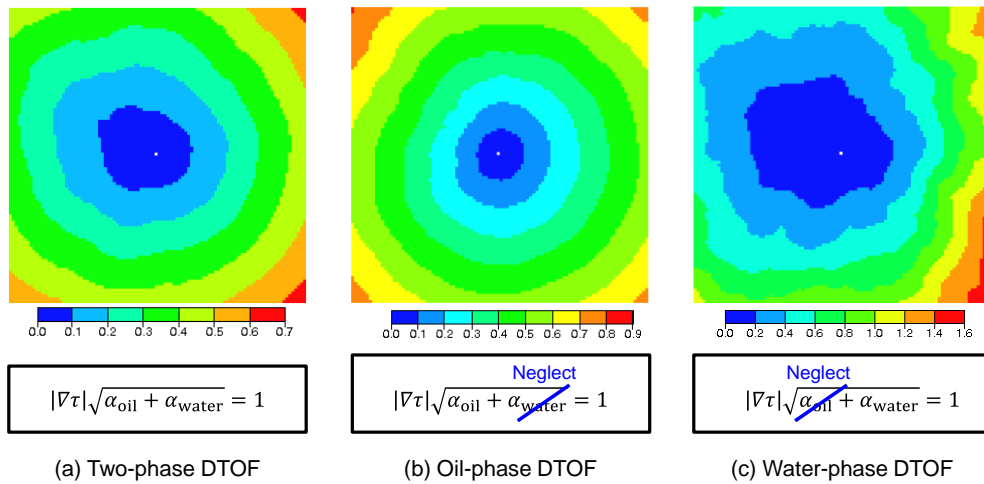 0.0 0.1 0.2 0.3 0.4 0.5 0.6 0.7
0.0 0.1 0.2 0.3 0.4 0.5 0.6 0.7 0.8 0.9
0.0 0.2 0.4 0.6 0.8 1.0 1.2 1.4 1.6
|∇τ|√(α_oil + α_water) = 1
Neglect
|∇τ|√(α_oil + α_water) = 1
Neglect
|∇τ|√(α_oil + α_water) = 1
(a) Two-phase DTOF
(b) Oil-phase DTOF
(c) Water-phase DTOF